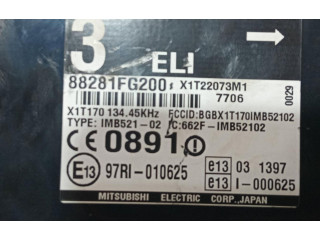 3 ELI
88281FG200 X1T22073M1
7706
0029
X1T170 134.45KHz FCCID:BGBX1T170IMB52102
TYPE: IMB521-02 IC:662F-IMB52102
CE 0891 !
E13 97RI-010625
e13 03 1397
e13 I-000625
MITSUBISHI ELECTRIC CORP., JAPAN